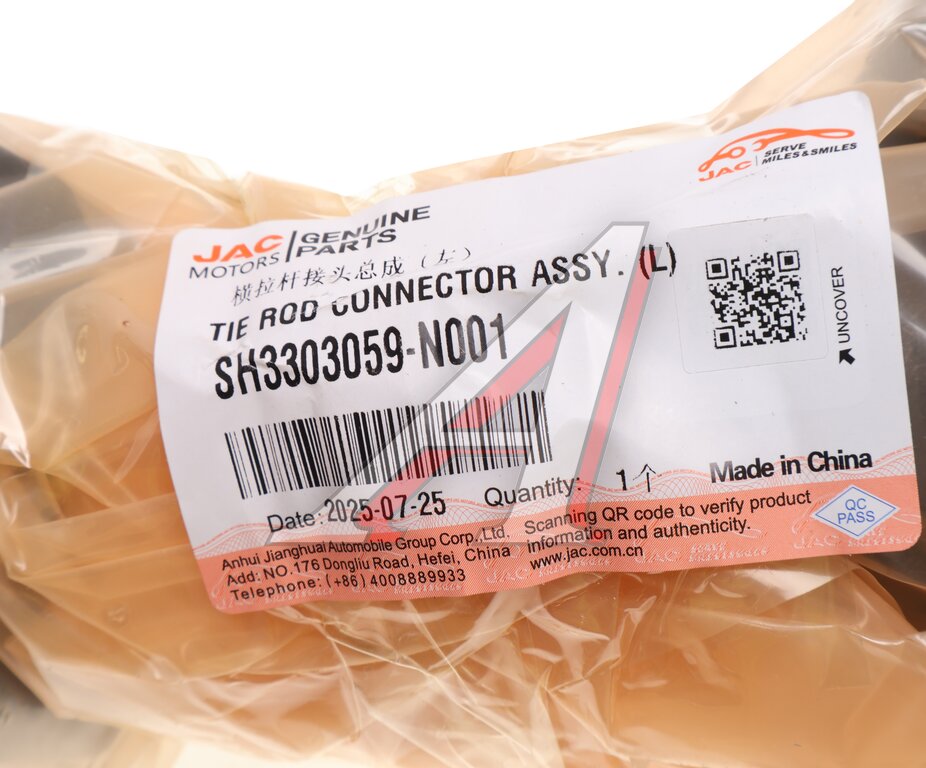 JAC MOTORS
GENUINE PARTS
JAC
SERVE
MILES&SMILES
横拉杆接头总成（左）
TIE ROD CONNECTOR ASSY. (L)
SH3303059-N001
UNCOVER
Date: 2025-07-25
Quantity: 1个
Made in China
Anhui Jianghuai Automobile Group Corp.,Ltd.
Add: NO.176 Dongliu Road, Hefei, China
Telephone: (+86)4008889933
Scanning QR code to verify product
information and authenticity.
www.jac.com.cn
QC
PASS